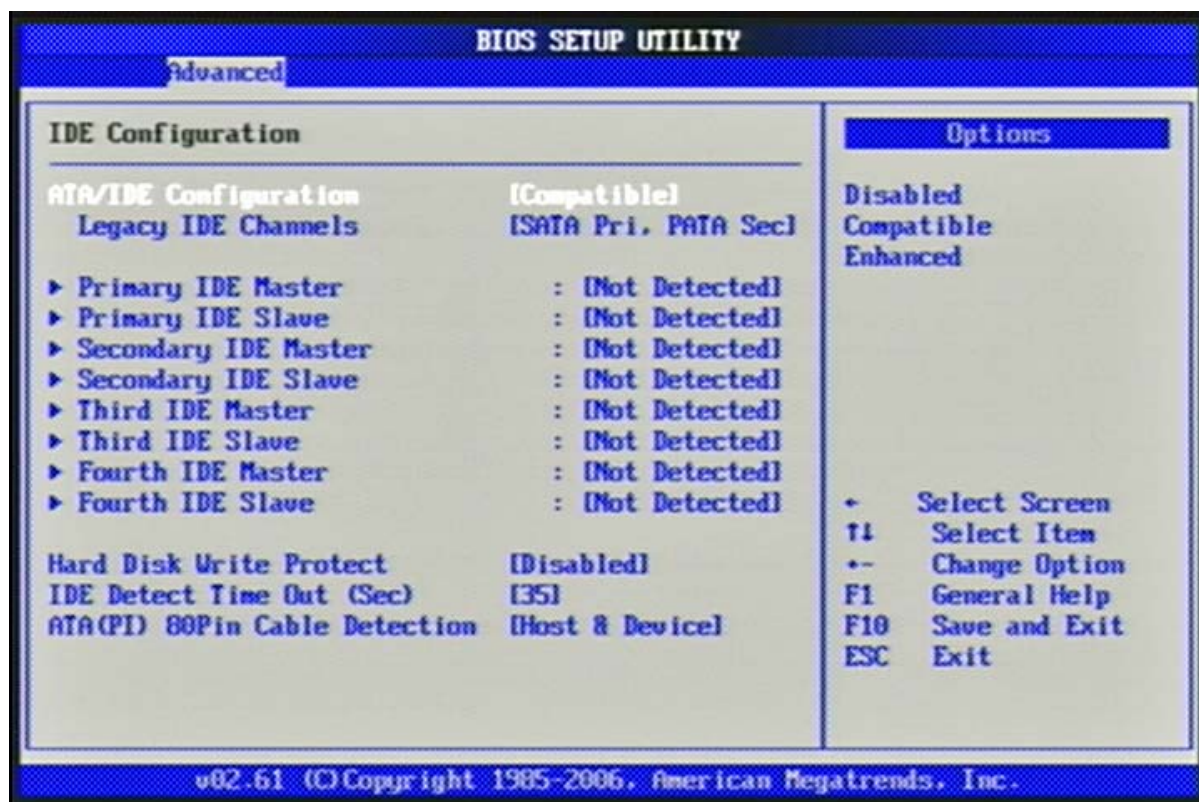 BIOS SETUP UTILITY
Advanced
IDE Configuration
ATA/IDE Configuration [Compatible]
Legacy IDE Channels [SATA Pri, PATA Sec]
► Primary IDE Master : [Not Detected]
► Primary IDE Slave : [Not Detected]
► Secondary IDE Master : [Not Detected]
► Secondary IDE Slave : [Not Detected]
► Third IDE Master : [Not Detected]
► Third IDE Slave : [Not Detected]
► Fourth IDE Master : [Not Detected]
► Fourth IDE Slave : [Not Detected]
Hard Disk Write Protect [Disabled]
IDE Detect Time Out (Sec) [35]
ATA(PI) 80Pin Cable Detection [Host & Device]
Options
Disabled
Compatible
Enhanced
← Select Screen
↑↓ Select Item
+- Change Option
F1 General Help
F10 Save and Exit
ESC Exit
v02.61 (C)Copyright 1985-2006, American Megatrends, Inc.